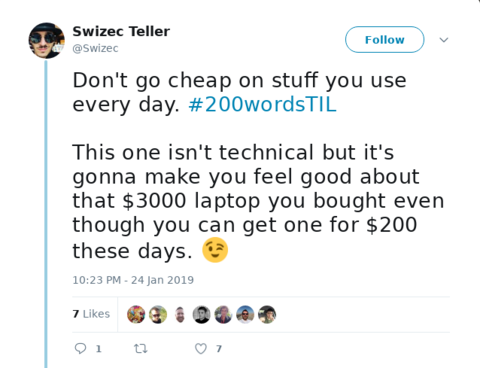 Swizec Teller
@Swizec
Follow
Don't go cheap on stuff you use
every day. #200wordsTIL
This one isn't technical but it's
gonna make you feel good about
that $3000 laptop you bought even
though you can get one for $200
these days. 😉
10:23 PM - 24 Jan 2019
7 Likes
1 7